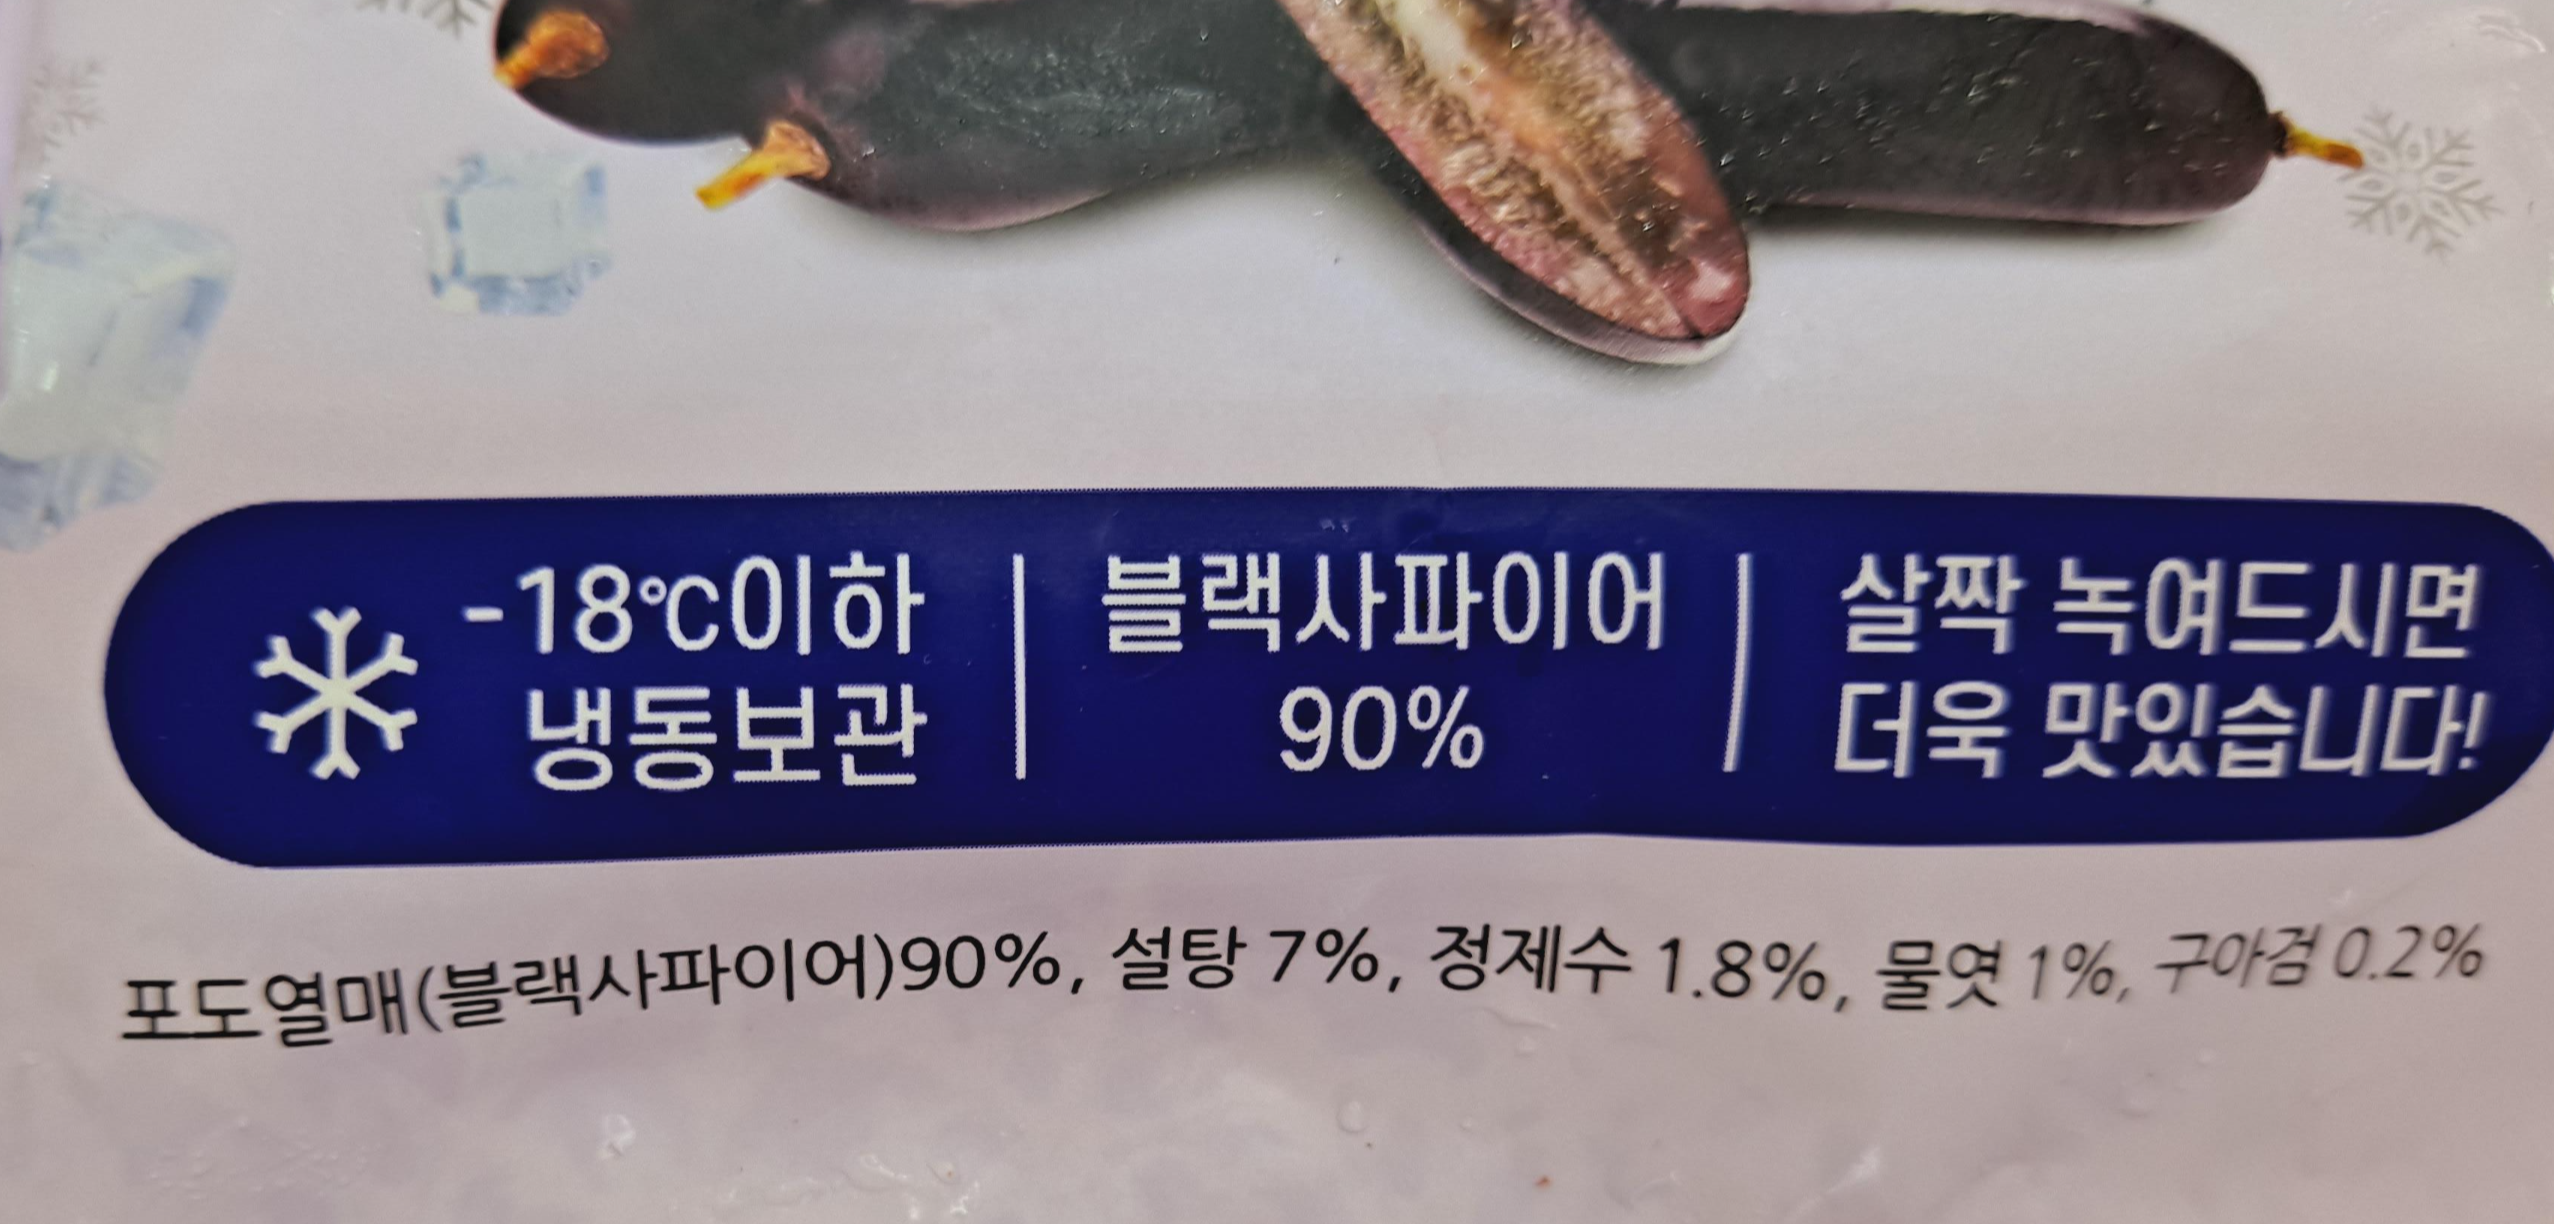 -18℃이하
냉동보관
블랙사파이어
90%
살짝 녹여드시면
더욱 맛있습니다!
포도열매(블랙사파이어)90%, 설탕 7%, 정제수 1.8%, 물엿 1%, 구아검 0.2%